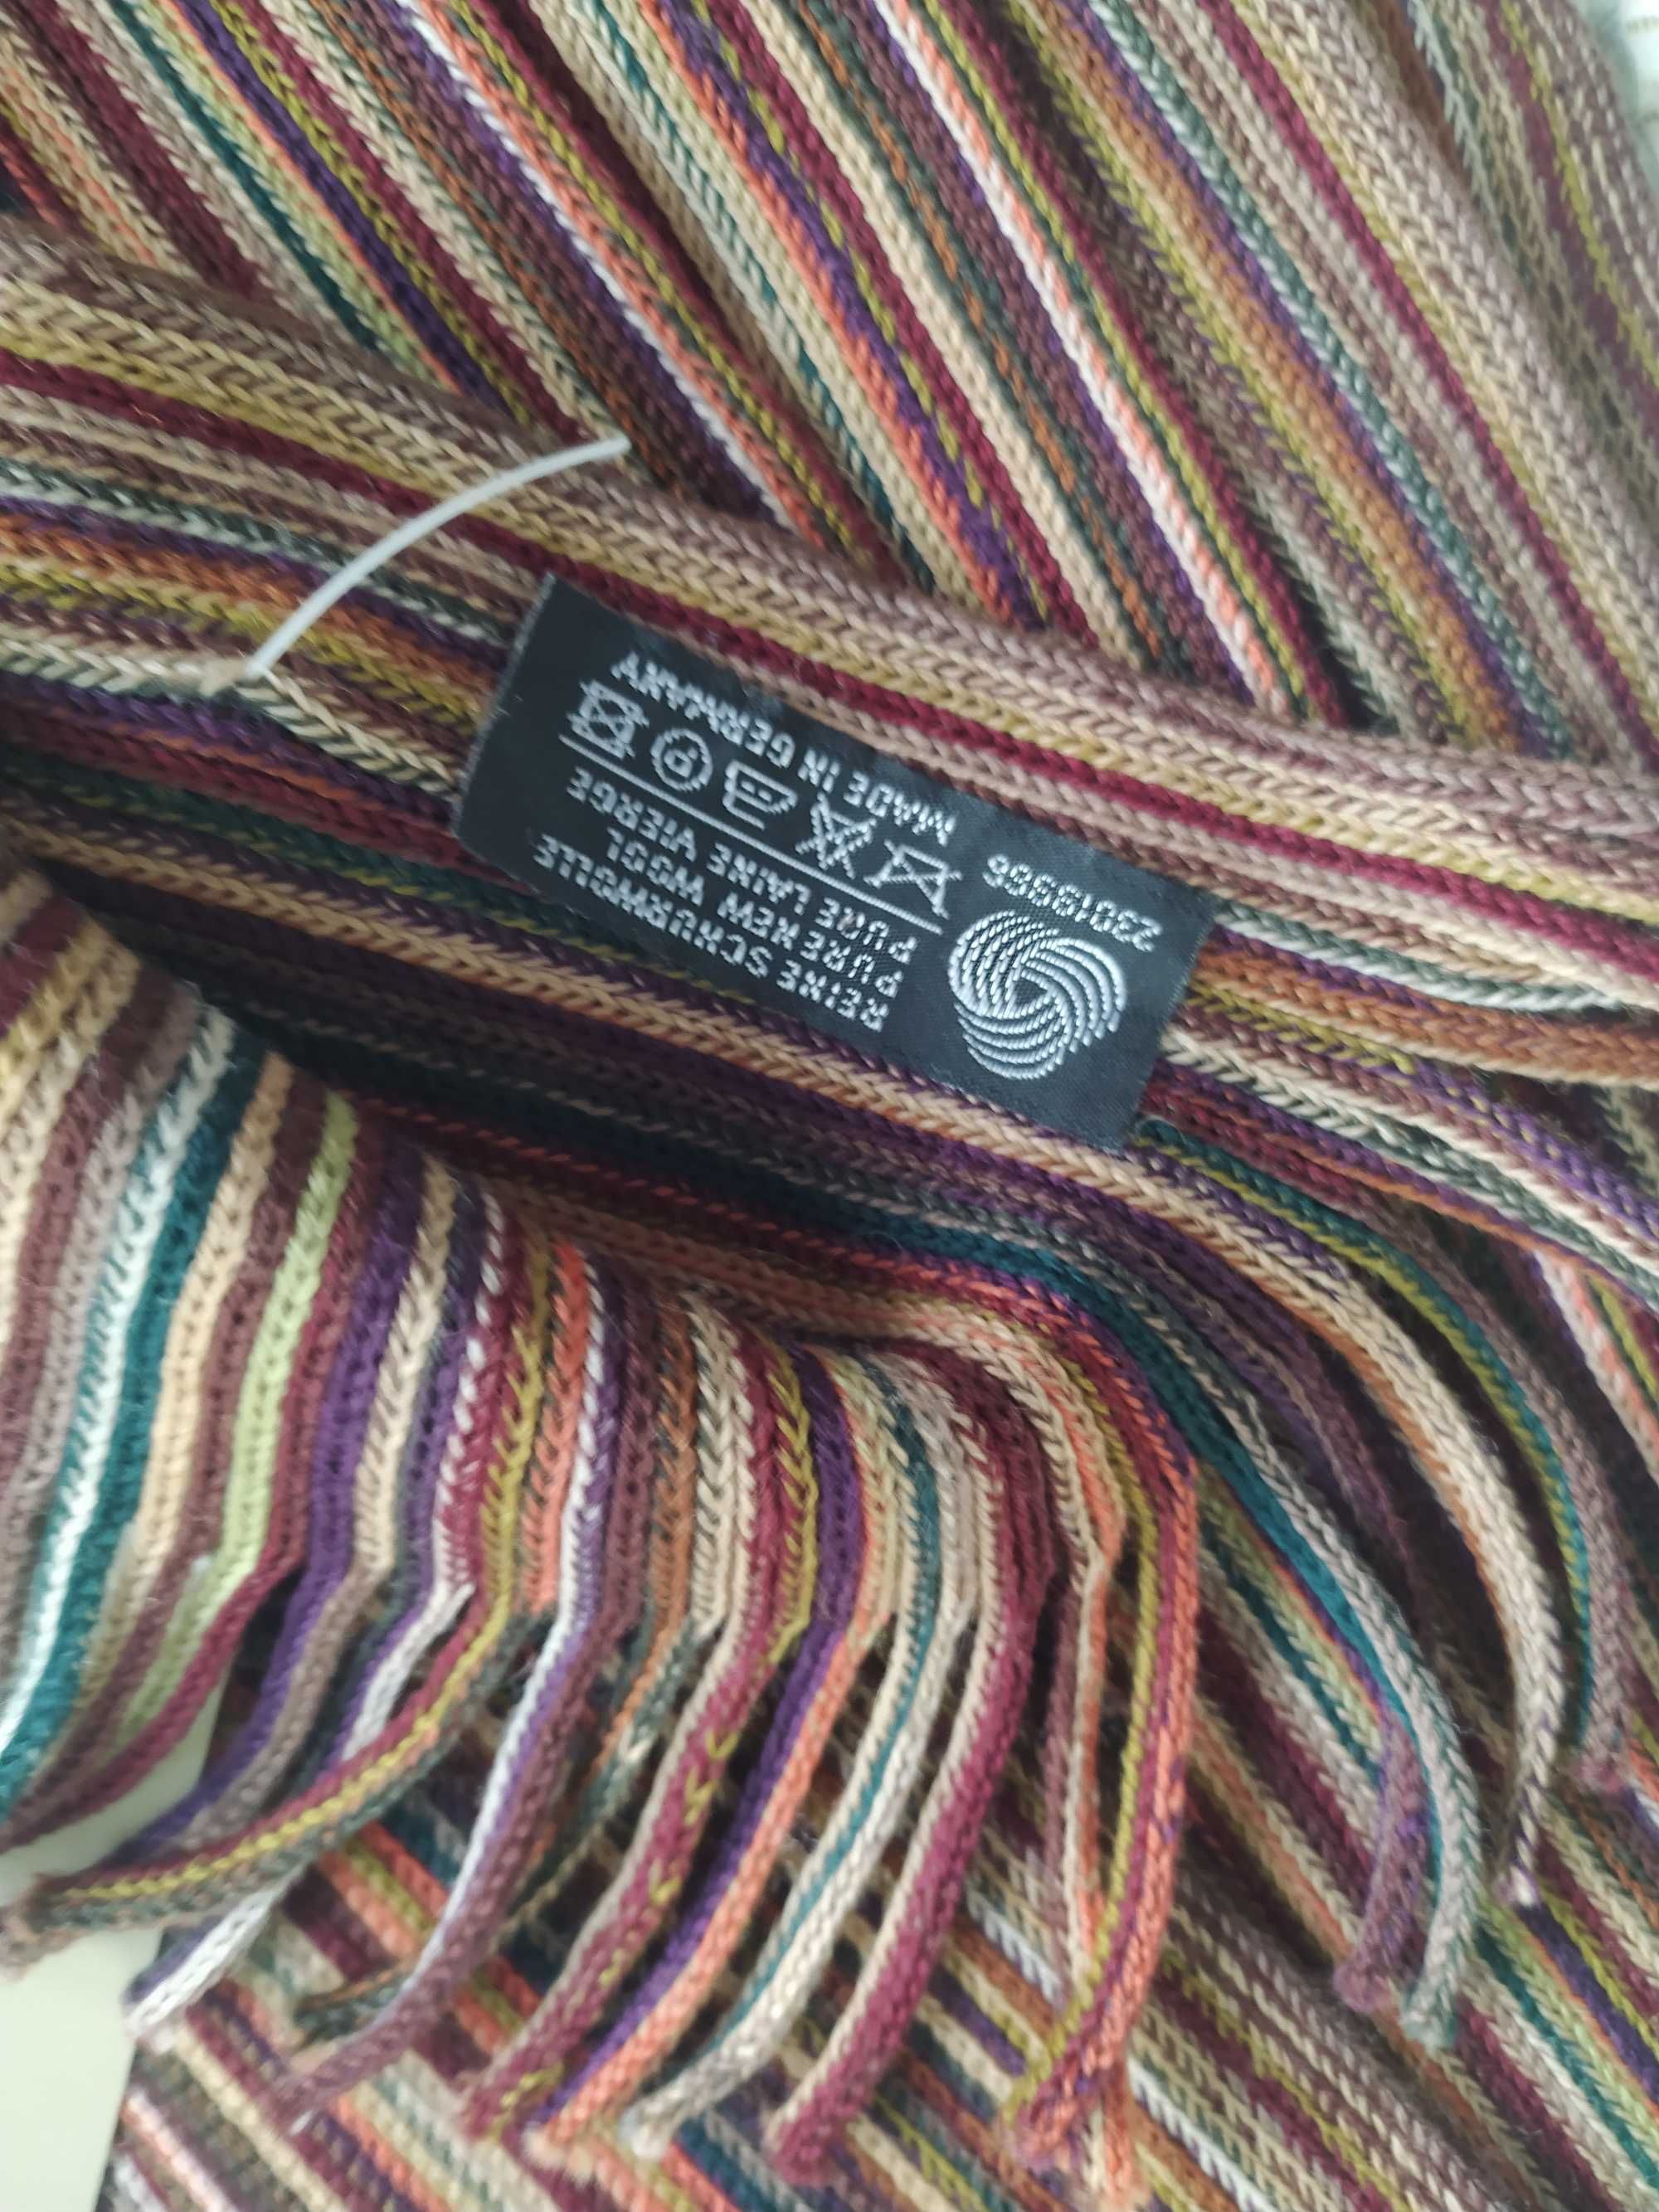 REINE SCHURWOLLE
PURE NEW WOOL
PURE LAINE VIERGE
P
MADE IN GERMANY